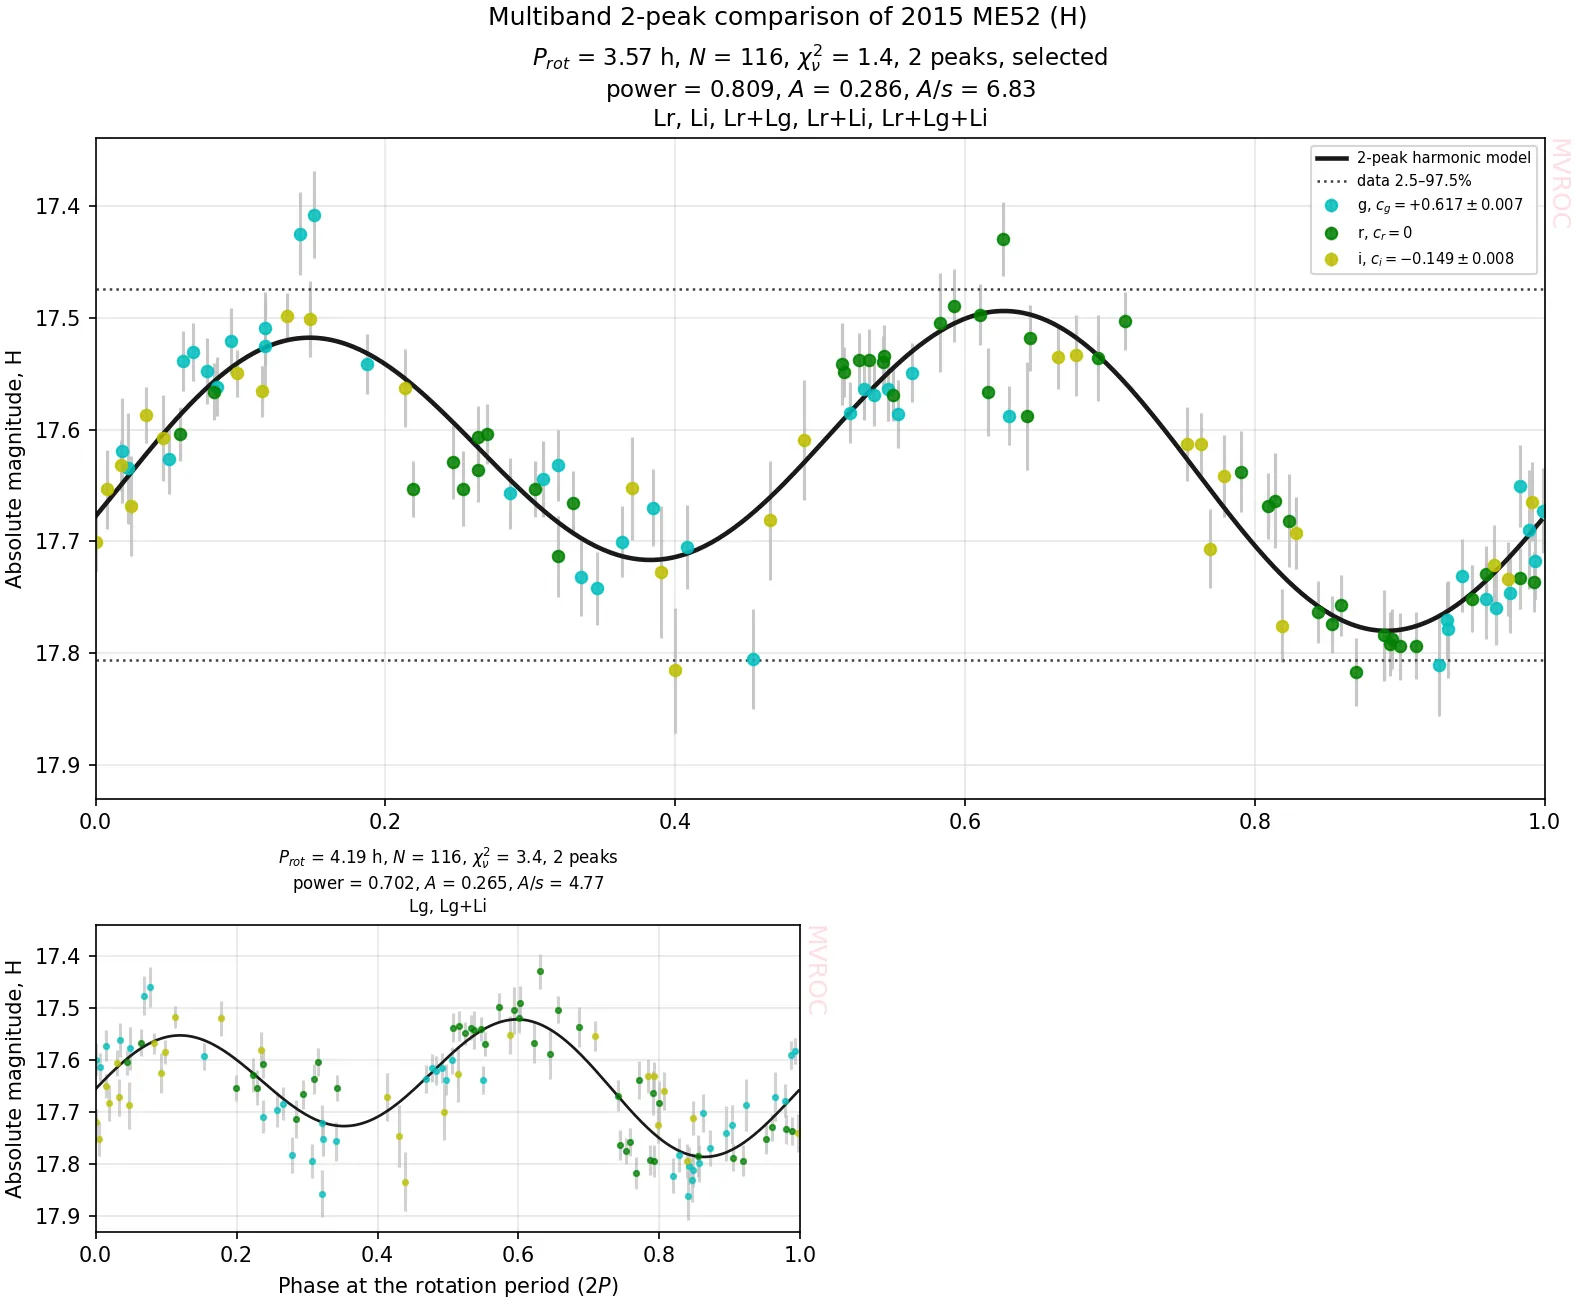 Multiband 2-peak comparison of 2015 ME52 (H)
P_rot = 3.57 h, N = 116, χ²_ν = 1.4, 2 peaks, selected
power = 0.809, A = 0.286, A/s = 6.83
Lr, Li, Lr+Lg, Lr+Li, Lr+Lg+Li
2-peak harmonic model
data 2.5–97.5%
g, c_g = +0.617 ± 0.007
r, c_r = 0
i, c_i = −0.149 ± 0.008
MVROC
Absolute magnitude, H
17.4
17.5
17.6
17.7
17.8
17.9
0.0 0.2 0.4 0.6 0.8 1.0
P_rot = 4.19 h, N = 116, χ²_ν = 3.4, 2 peaks
power = 0.702, A = 0.265, A/s = 4.77
Lg, Lg+Li
MVROC
Absolute magnitude, H
17.4
17.5
17.6
17.7
17.8
17.9
0.0 0.2 0.4 0.6 0.8 1.0
Phase at the rotation period (2P)